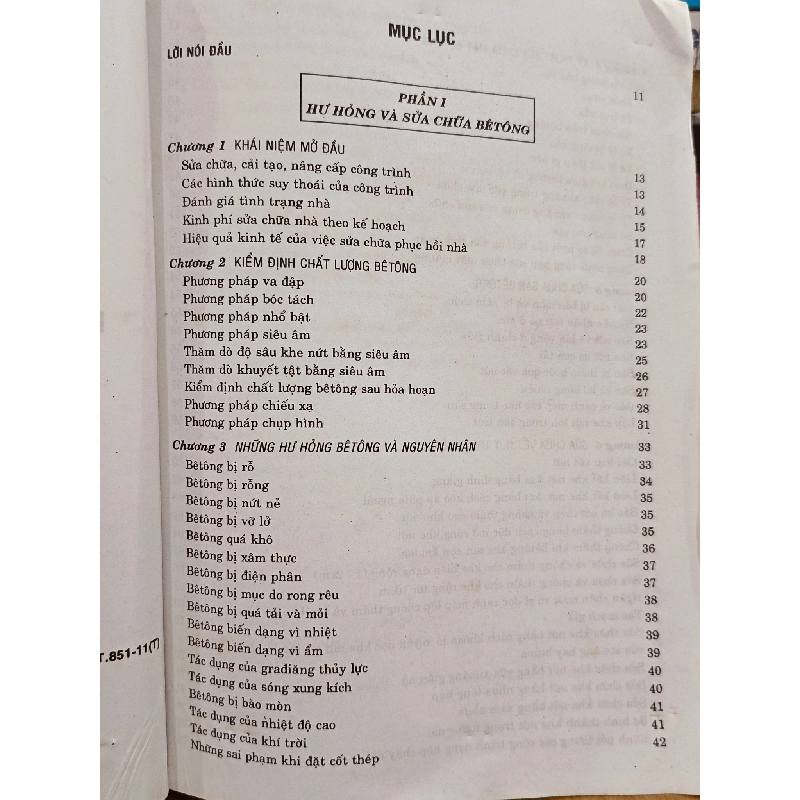 MỤC LỤC
LỜI NÓI ĐẦU 11
PHẦN I
HƯ HỎNG VÀ SỬA CHỮA BÊTÔNG
Chương 1 KHÁI NIỆM MỞ ĐẦU 13
Sửa chữa, cải tạo, nâng cấp công trình 13
Các hình thức suy thoái của công trình 14
Đánh giá tình trạng nhà 15
Kinh phí sửa chữa nhà theo kế hoạch 17
Hiệu quả kinh tế của việc sửa chữa phục hồi nhà 18
Chương 2 KIỂM ĐỊNH CHẤT LƯỢNG BÊTÔNG 20
Phương pháp va đập 20
Phương pháp bóc tách 22
Phương pháp nhổ bật 23
Phương pháp siêu âm 23
Thăm dò độ sâu khe nứt bằng siêu âm 25
Thăm dò khuyết tật bằng siêu âm 26
Kiểm định chất lượng bêtông sau hỏa hoạn 27
Phương pháp chiếu xạ 28
Phương pháp chụp hình 31
Chương 3 NHỮNG HƯ HỎNG BÊTÔNG VÀ NGUYÊN NHÂN 33
Bêtông bị rỗ 33
Bêtông bị rỗng 34
Bêtông bị nứt nẻ 35
Bêtông bị vỡ lở 35
Bêtông quá khô 35
Bêtông bị xâm thực 36
Bêtông bị điện phân 37
Bêtông bị mục do rong rêu 37
Bêtông bị quá tải và mỏi 38
Bêtông biến dạng vì nhiệt 38
Bêtông biến dạng vì ẩm 39
Tác dụng của gradiăng thủy lực 39
Tác dụng của sóng xung kích 40
Bêtông bị bào mòn 40
Tác dụng của nhiệt độ cao 41
Tác dụng của khí trời 41
Những sai phạm khi đặt cốt thép 42
T.851-11(T)